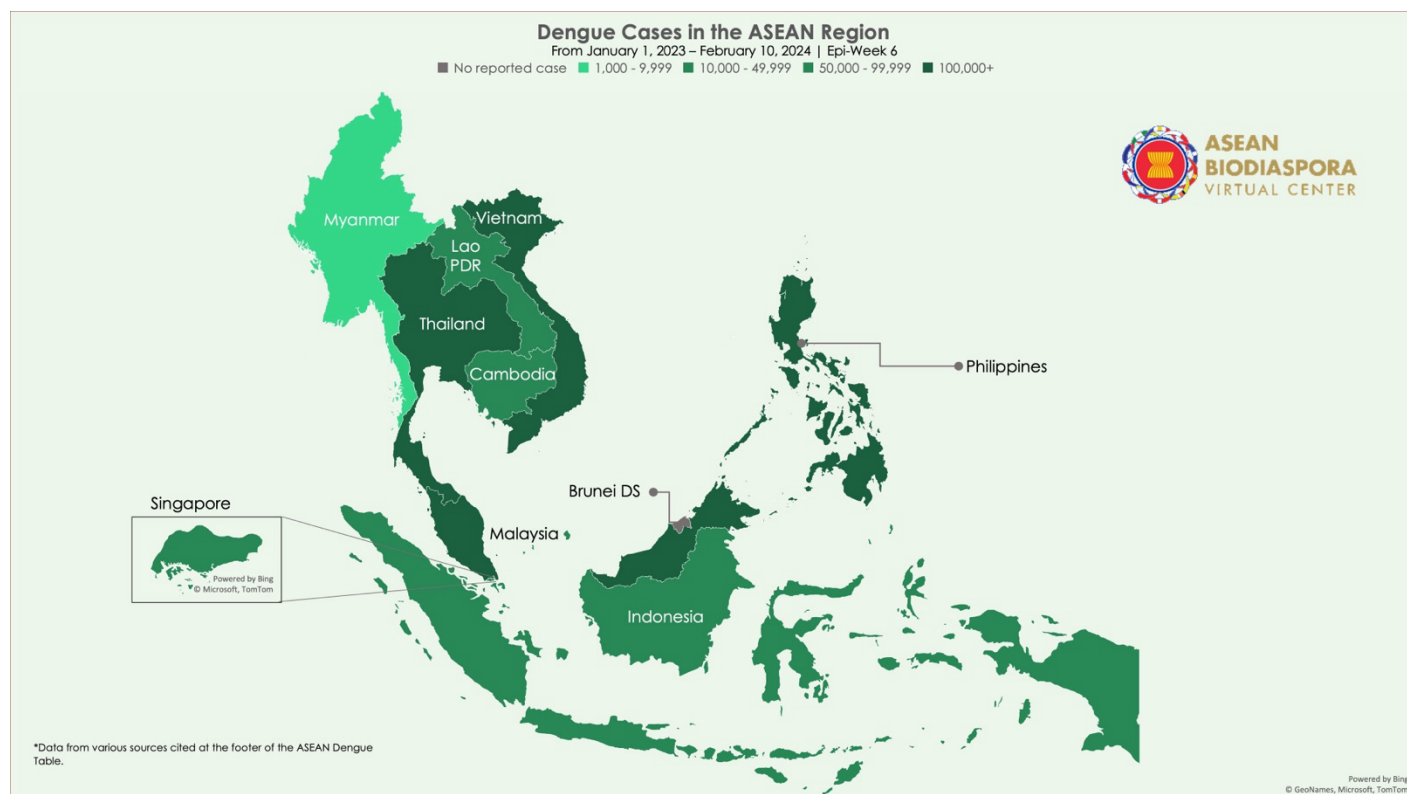 Dengue Cases in the ASEAN Region
From January 1, 2023 – February 10, 2024 | Epi-Week 6
No reported case 1,000 - 9,999 10,000 - 49,999 50,000 - 99,999 100,000+
ASEAN
BIODIASPORA
VIRTUAL CENTER
Myanmar
Vietnam
Lao
PDR
Thailand
Cambodia
Philippines
Brunei DS
Singapore
Malaysia
Powered by Bing
© Microsoft, TomTom
Indonesia
*Data from various sources cited at the footer of the ASEAN Dengue
Table.
Powered by Bing
© GeoNames, Microsoft, TomTom